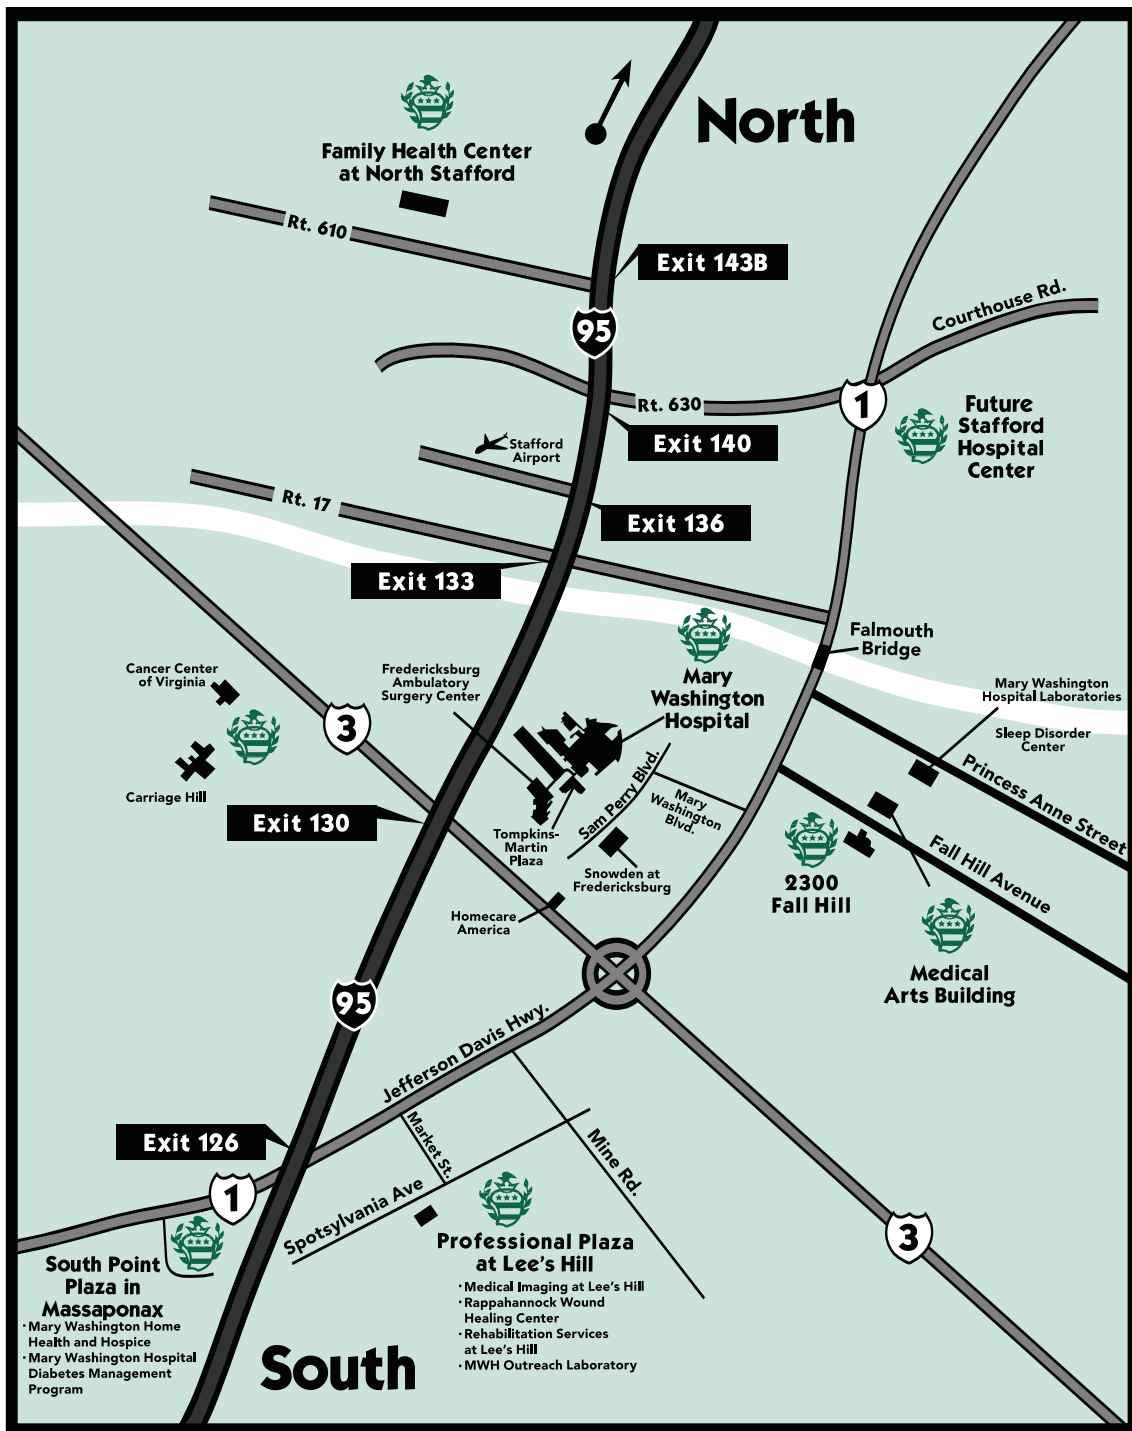 North
Family Health Center
at North Stafford
Rt. 610
Exit 143B
95
Courthouse Rd.
Rt. 630
1
Future
Stafford
Hospital
Center
Exit 140
Stafford
Airport
Rt. 17
Exit 136
Exit 133
Falmouth
Bridge
Cancer Center
of Virginia
Fredericksburg
Ambulatory
Surgery Center
Mary
Washington
Hospital
Mary Washington
Hospital Laboratories
Sleep Disorder
Center
3
Carriage Hill
Princess Anne Street
Sam Perry Blvd.
Mary
Washington
Blvd.
Exit 130
Tompkins-
Martin
Plaza
Snowden at
Fredericksburg
Fall Hill Avenue
2300
Fall Hill
Homecare
America
Medical
Arts Building
95
Jefferson Davis Hwy.
Exit 126
Market St.
Mine Rd.
1
Spotsylvania Ave
3
Professional Plaza
at Lee's Hill
· Medical Imaging at Lee's Hill
· Rappahannock Wound
Healing Center
· Rehabilitation Services
at Lee's Hill
· MWH Outreach Laboratory
South Point
Plaza in
Massaponax
· Mary Washington Home
Health and Hospice
· Mary Washington Hospital
Diabetes Management
Program
South